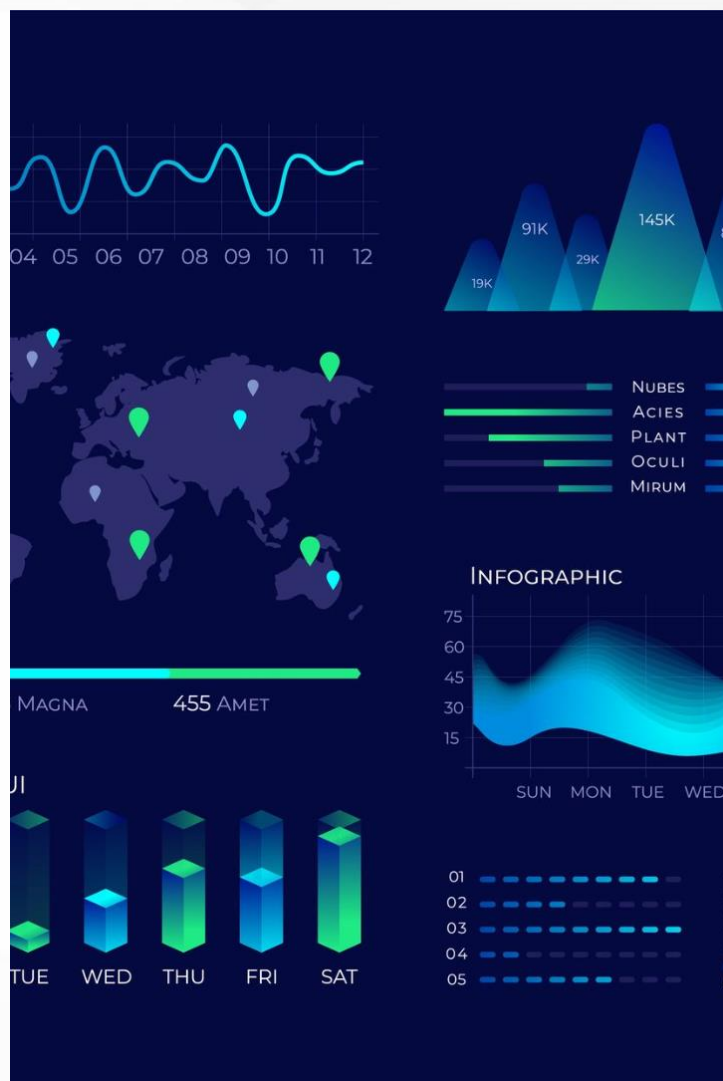 04 05 06 07 08 09 10 11 12
MAGNA
455 AMET
TUE WED THU FRI SAT
19K
91K
29K
145K
NUBES
ACIES
PLANT
OCULI
MIRUM
INFOGRAPHIC
75
60
45
30
15
SUN MON TUE WED
01
02
03
04
05